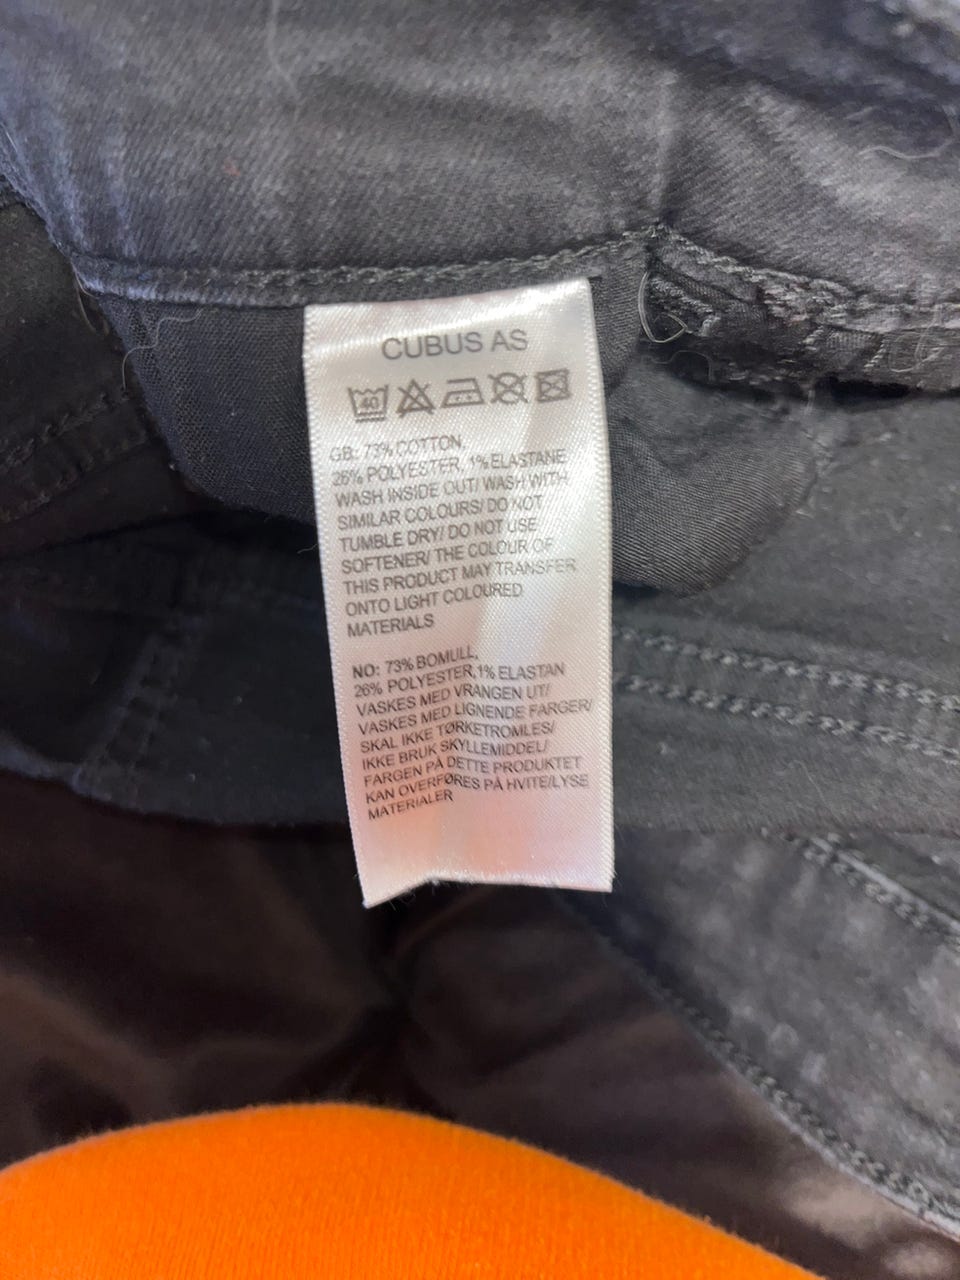 CUBUS AS
40
GB: 73% COTTON,
26% POLYESTER, 1% ELASTANE
WASH INSIDE OUT/ WASH WITH
SIMILAR COLOURS/ DO NOT
TUMBLE DRY/ DO NOT USE
SOFTENER/ THE COLOUR OF
THIS PRODUCT MAY TRANSFER
ONTO LIGHT COLOURED
MATERIALS
NO: 73% BOMULL,
26% POLYESTER,1% ELASTAN
VASKES MED VRANGEN UT/
VASKES MED LIGNENDE FARGER/
SKAL IKKE TØRKETROMLES/
IKKE BRUK SKYLLEMIDDEL/
FARGEN PÅ DETTE PRODUKTET
KAN OVERFØRES PÅ HVITE/LYSE
MATERIALER